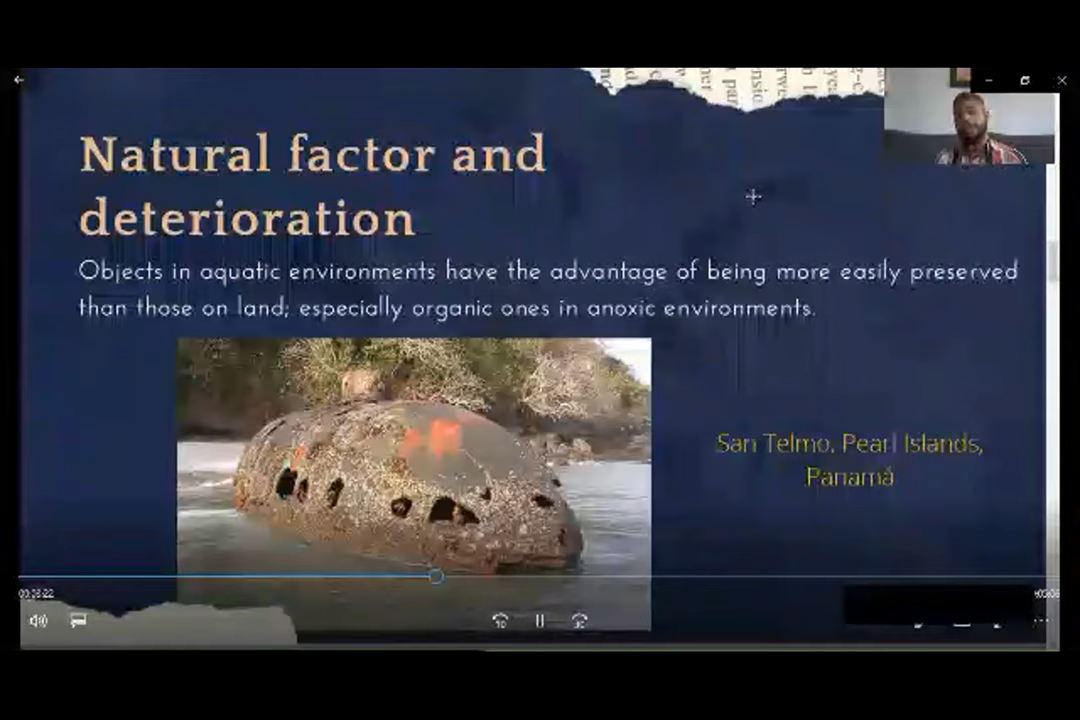 Natural factor and
deterioration
Objects in aquatic environments have the advantage of being more easily preserved
than those on land; especially organic ones in anoxic environments.
San Telmo, Pearl Islands,
Panamá